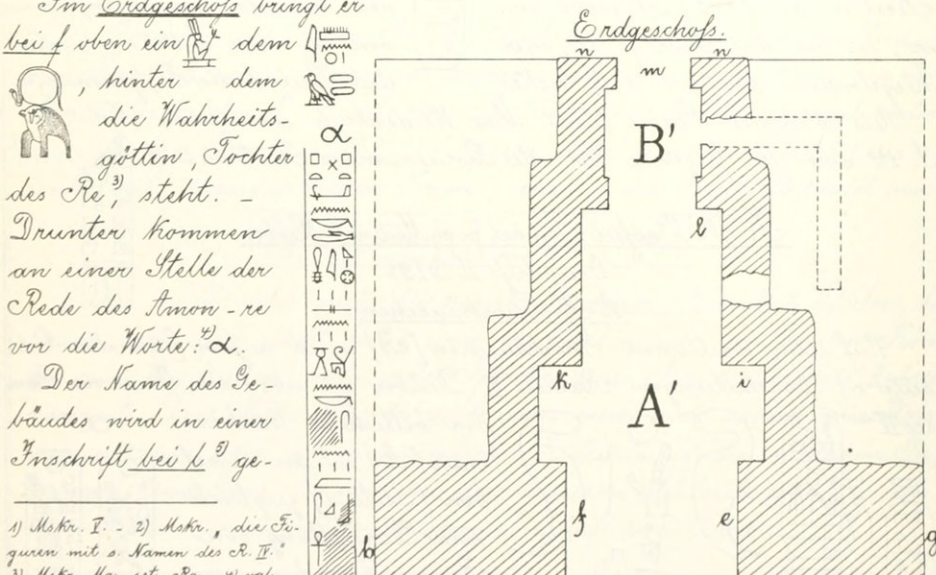 Im Erdgeschoſs bringt er
bei f oben ein dem
, hinter dem
die Wahrheits-
göttin, Tochter
des Re³⁾, steht. –
Drunter kommen
an einer Stelle der
Rede des Amon-re
vor die Worte:⁴⁾ α.
Der Name des Ge-
bäudes wird in einer
Inschrift bei l ⁵⁾ ge-
1) Mskr. V. - 2) Mskr. „die Fi-
guren mit s. Namen des R. IV."
α
Erdgeschoſs.
n n
m
B'
l
k i
A'
f e
b g